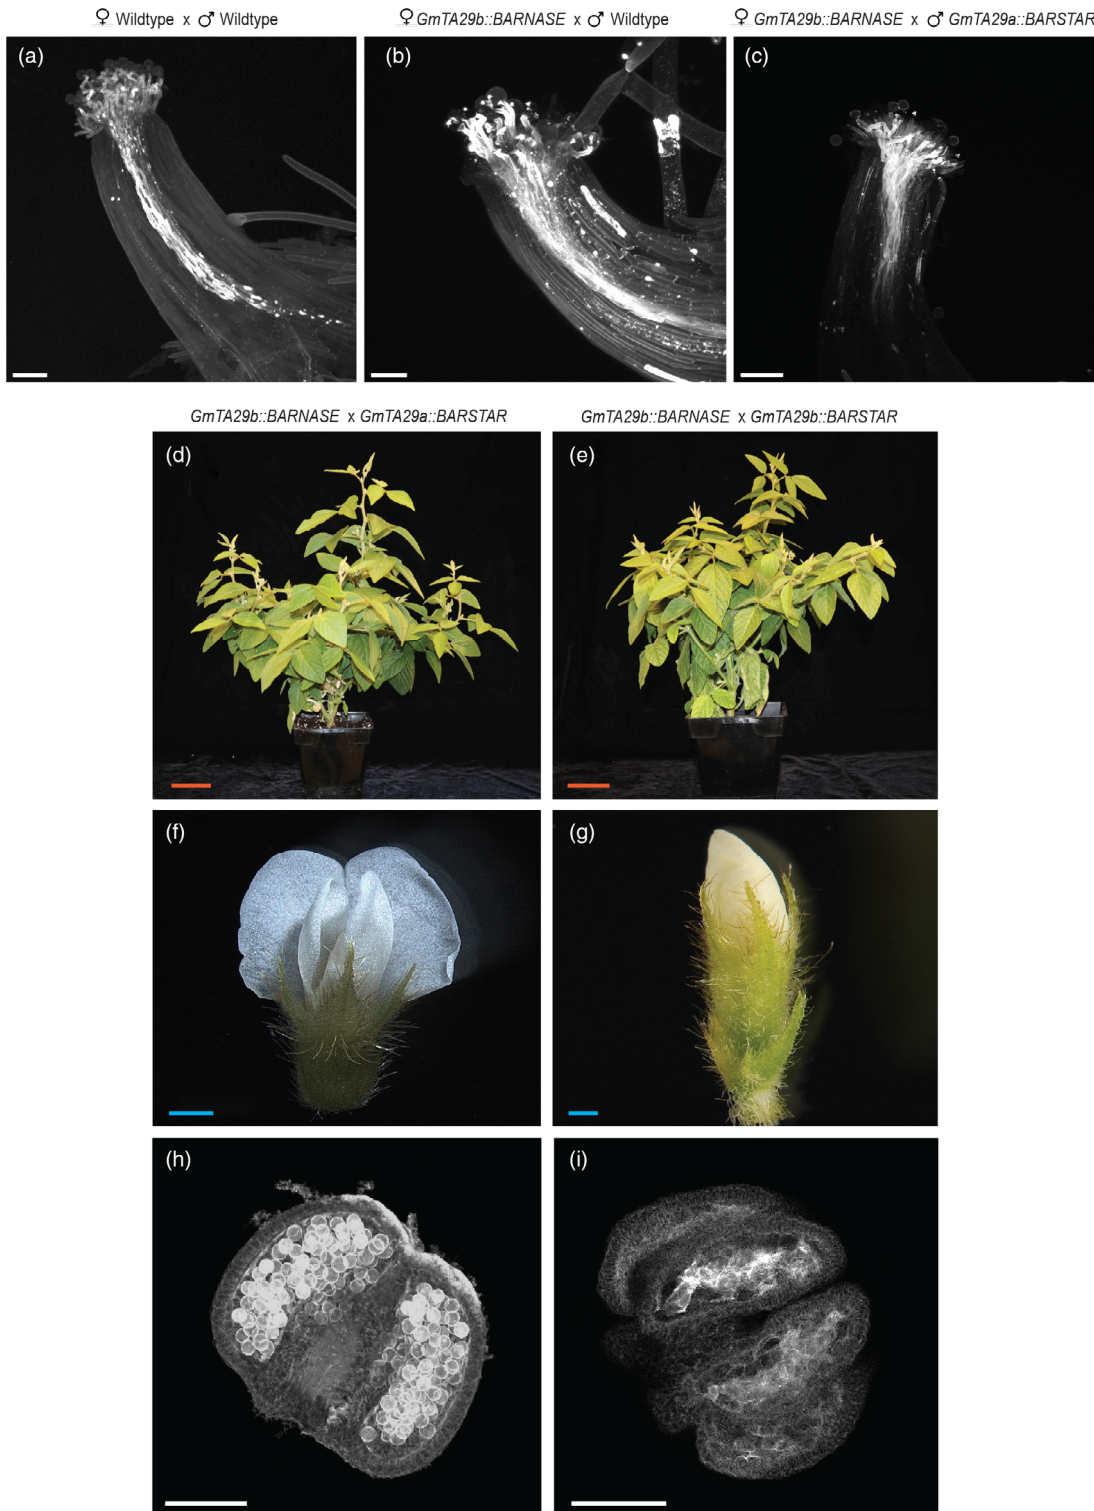 ♀ Wildtype x ♂ Wildtype
♀ GmTA29b::BARNASE x ♂ Wildtype
♀ GmTA29b::BARNASE x ♂ GmTA29a::BARSTAR
(a)
(b)
(c)
GmTA29b::BARNASE x GmTA29a::BARSTAR
GmTA29b::BARNASE x GmTA29b::BARSTAR
(d)
(e)
(f)
(g)
(h)
(i)